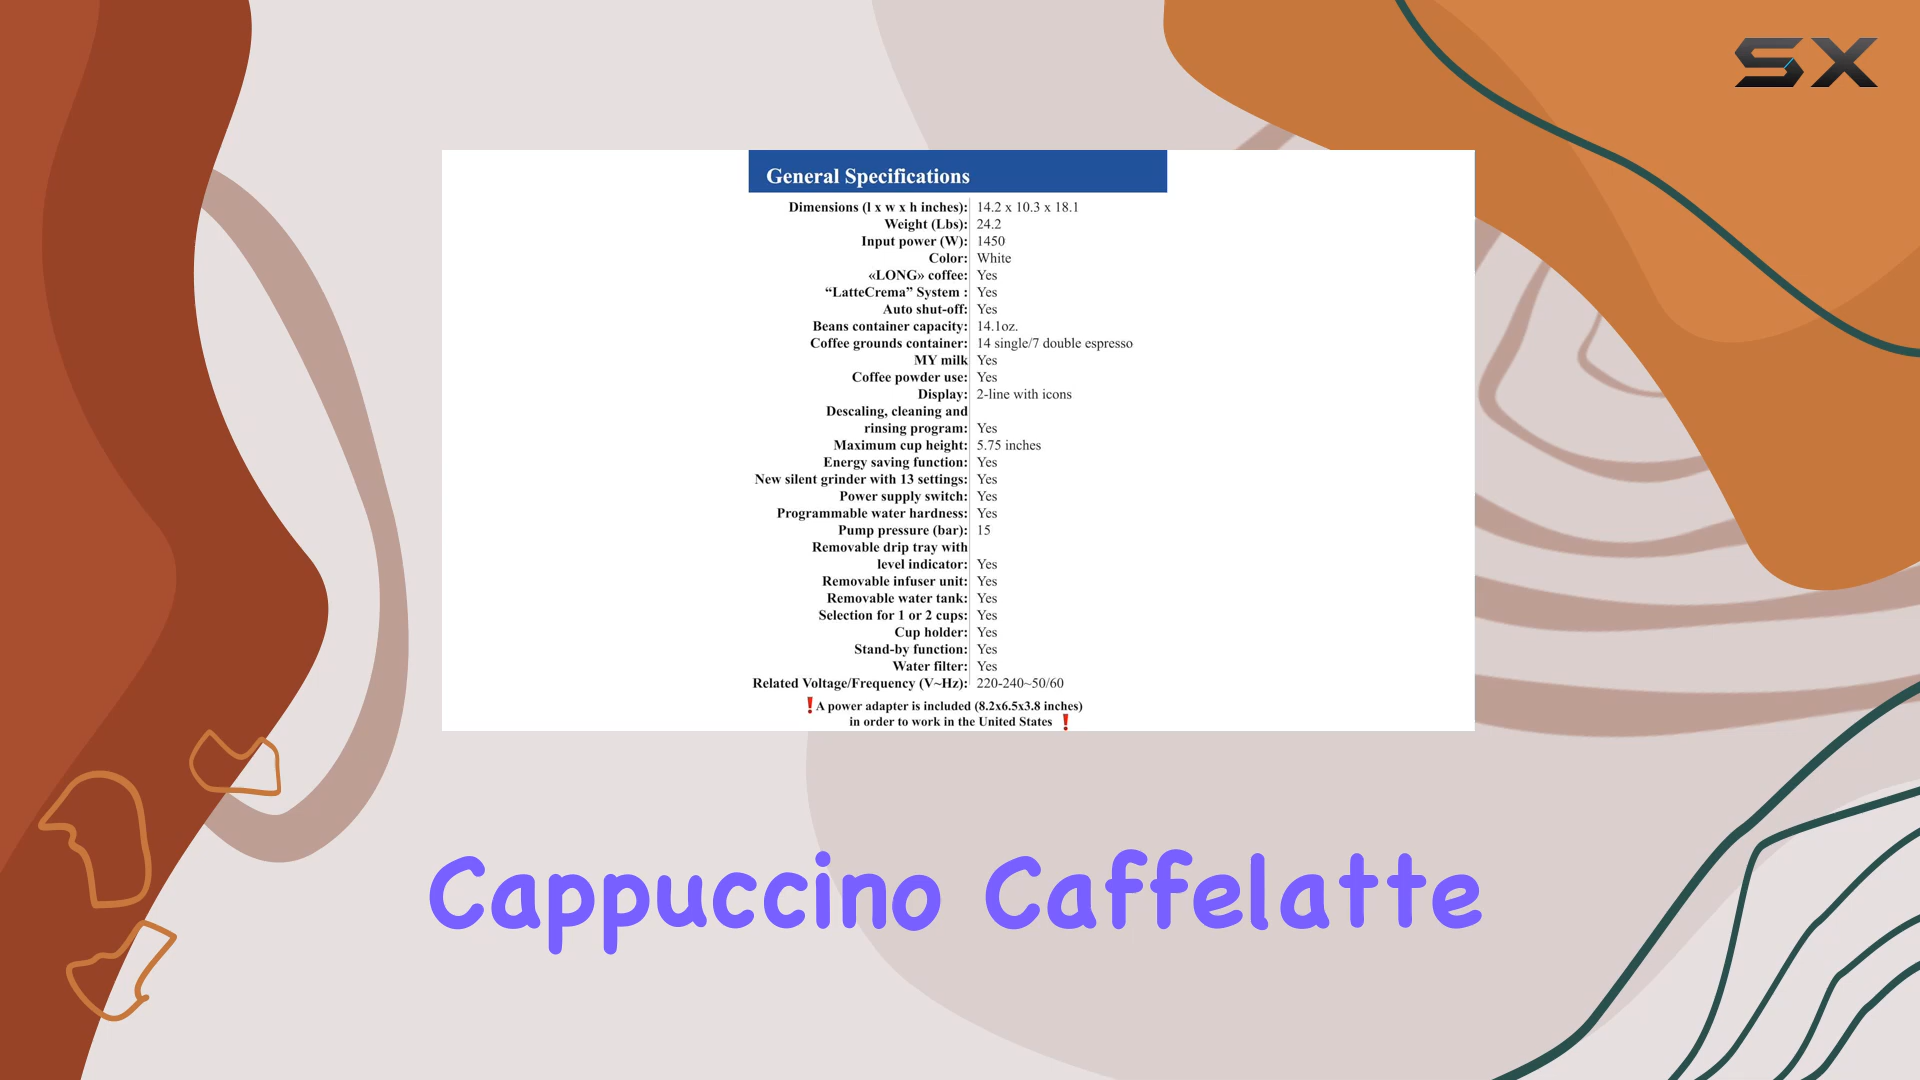 SX
General Specifications
Dimensions (l x w x h inches): 14.2 x 10.3 x 18.1
Weight (Lbs): 24.2
Input power (W): 1450
Color: White
«LONG» coffee: Yes
“LatteCrema” System : Yes
Auto shut-off: Yes
Beans container capacity: 14.1oz.
Coffee grounds container: 14 single/7 double espresso
MY milk Yes
Coffee powder use: Yes
Display: 2-line with icons
Descaling, cleaning and
rinsing program: Yes
Maximum cup height: 5.75 inches
Energy saving function: Yes
New silent grinder with 13 settings: Yes
Power supply switch: Yes
Programmable water hardness: Yes
Pump pressure (bar): 15
Removable drip tray with
level indicator: Yes
Removable infuser unit: Yes
Removable water tank: Yes
Selection for 1 or 2 cups: Yes
Cup holder: Yes
Stand-by function: Yes
Water filter: Yes
Related Voltage/Frequency (V~Hz): 220-240~50/60
❗A power adapter is included (8.2x6.5x3.8 inches)
in order to work in the United States ❗
Cappuccino Caffelatte